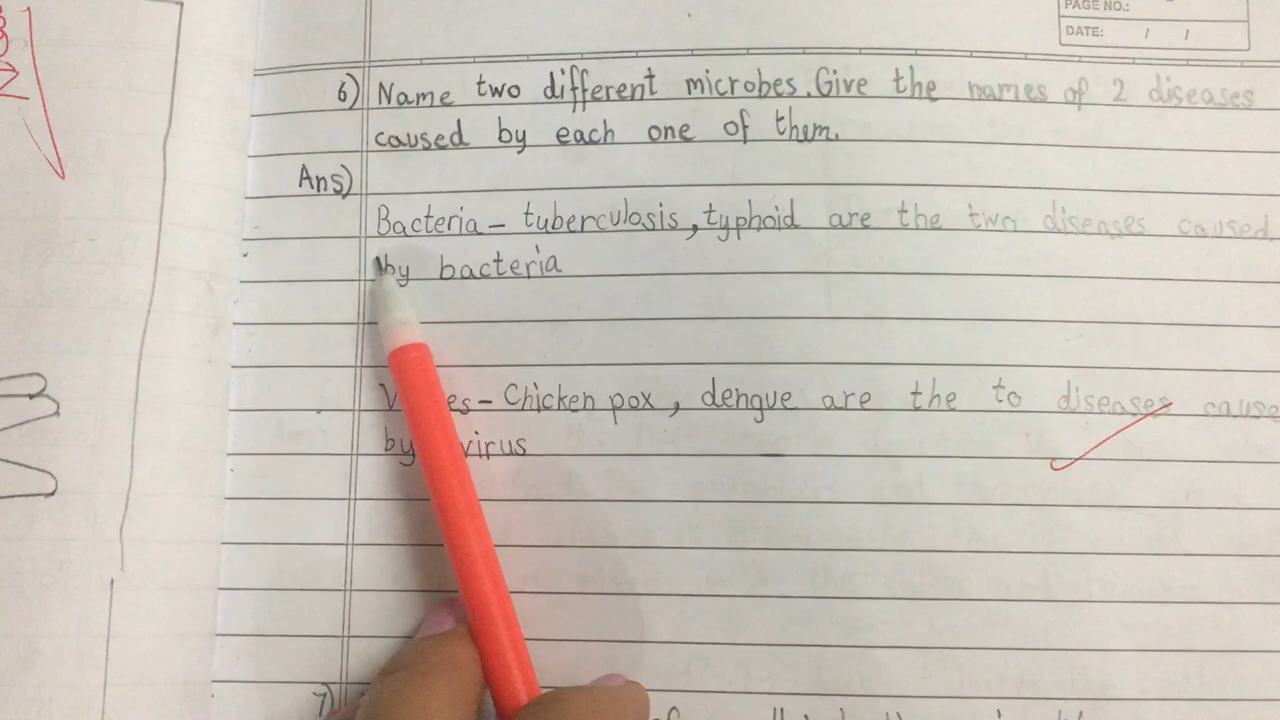 PAGE NO.:
DATE: / /
6) Name two different microbes. Give the names of 2 diseases
caused by each one of them.
Ans)
Bacteria - tuberculosis, typhoid are the two diseases caused
by bacteria
Chicken pox, dengue are the to diseases cause
by virus
7)